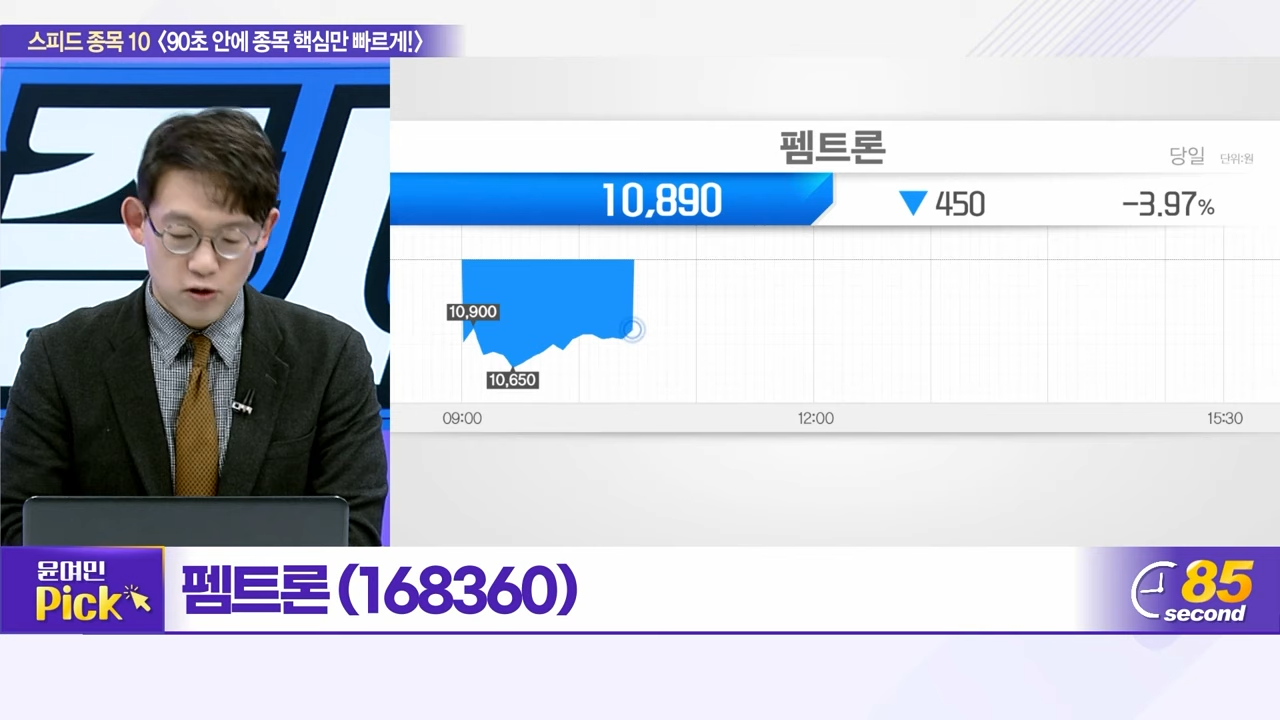 스피드 종목 10 〈90초 안에 종목 핵심만 빠르게!〉
펨트론
당일 단위:원
10,890 ▼ 450 -3.97%
10,900
10,650
09:00 12:00 15:30
윤여민
Pick
펨트론(168360)
85
second